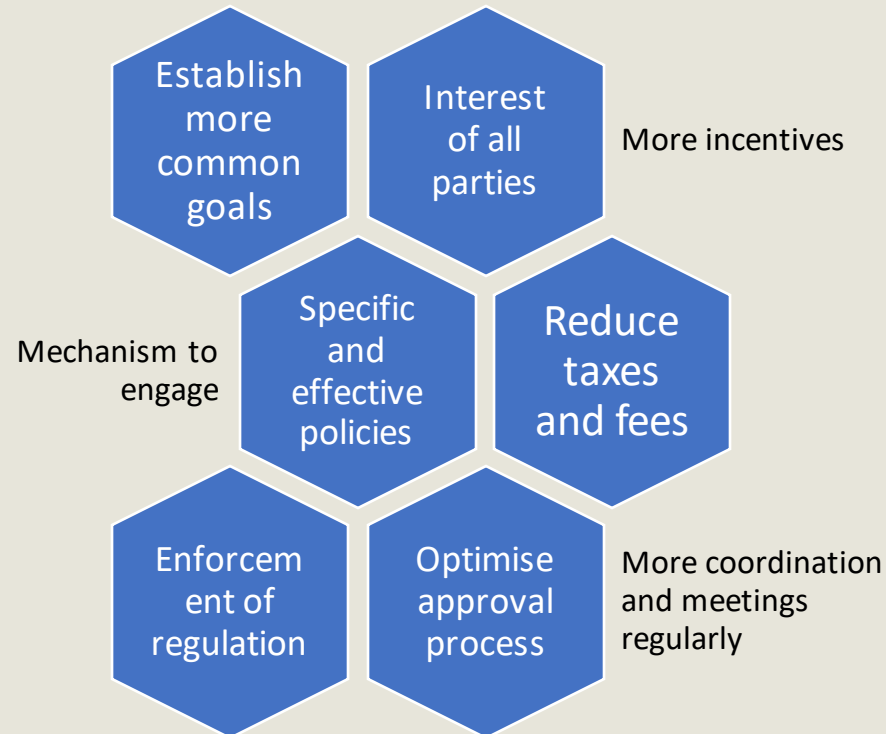 Establish
more
common
goals
Interest
of all
parties
More incentives
Mechanism to
engage
Specific
and
effective
policies
Reduce
taxes
and fees
Enforcem
ent of
regulation
Optimise
approval
process
More coordination
and meetings
regularly